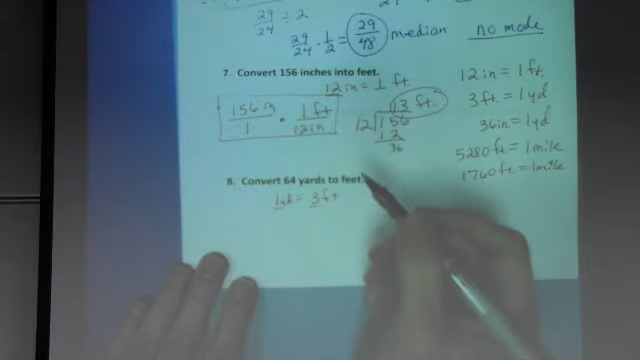 29/24 ÷ 2
29/24 · 1/2 = 29/48 median
no mode
7. Convert 156 inches into feet.
12 in = 1 ft.
156 in/1 · 1 ft/12 in
13 ft.
12)156
12
36
12 in = 1 ft.
3 ft. = 1 yd
36 in = 1 yd
5280 ft. = 1 mile
1760 ft. = 1 mile
8. Convert 64 yards to feet.
1 yd = 3 ft